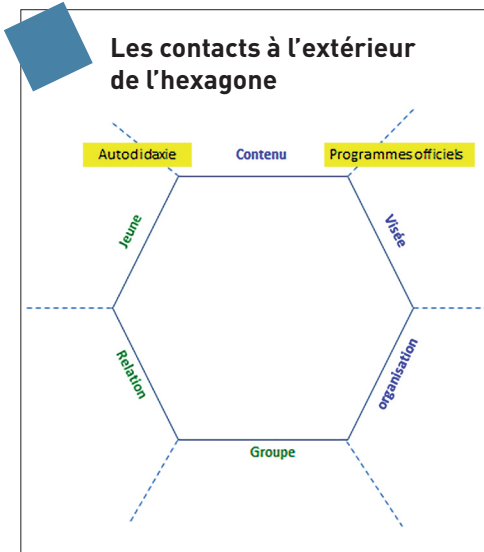 Les contacts à l'extérieur
de l'hexagone
Autodidaxie
Contenu
Programmes officiels
Jeune
Visée
Relation
organisation
Groupe